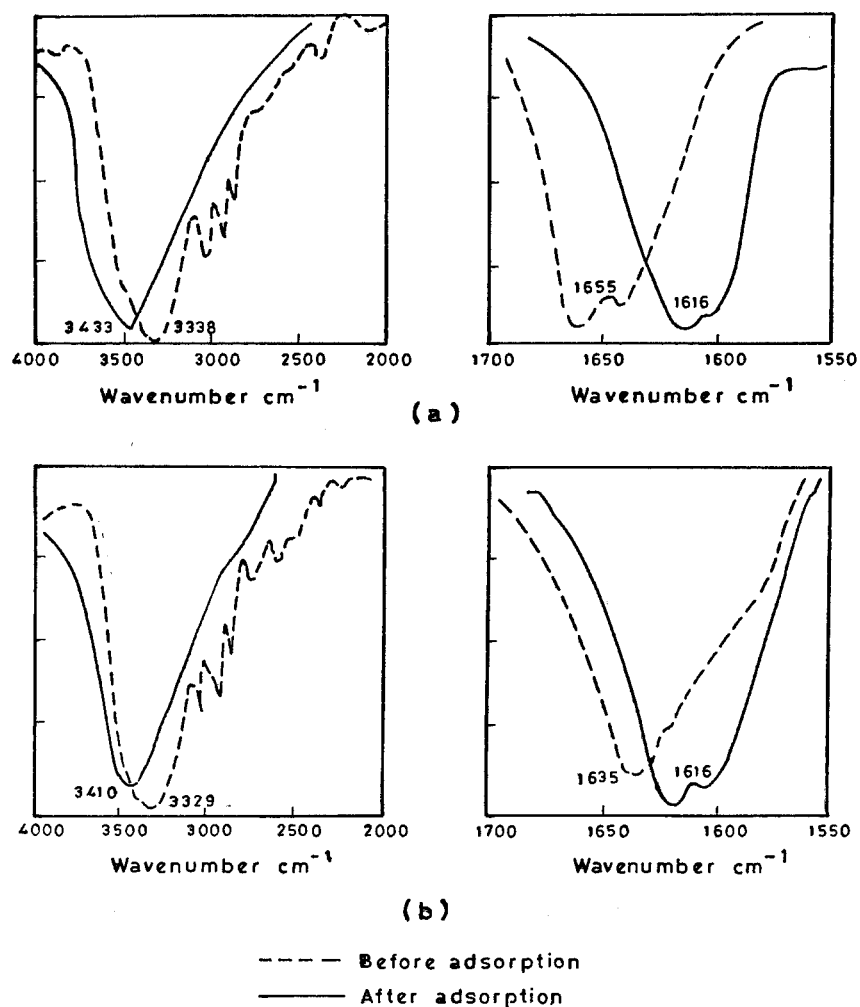 3433 3338
1655 1616
4000 3500 3000 2500 2000
1700 1650 1600 1550
Wavenumber cm⁻¹
Wavenumber cm⁻¹
(a)
3410 3329
1635 1616
4000 3500 3000 2500 2000
1700 1650 1600 1550
Wavenumber cm⁻¹
Wavenumber cm⁻¹
(b)
Before adsorption
After adsorption